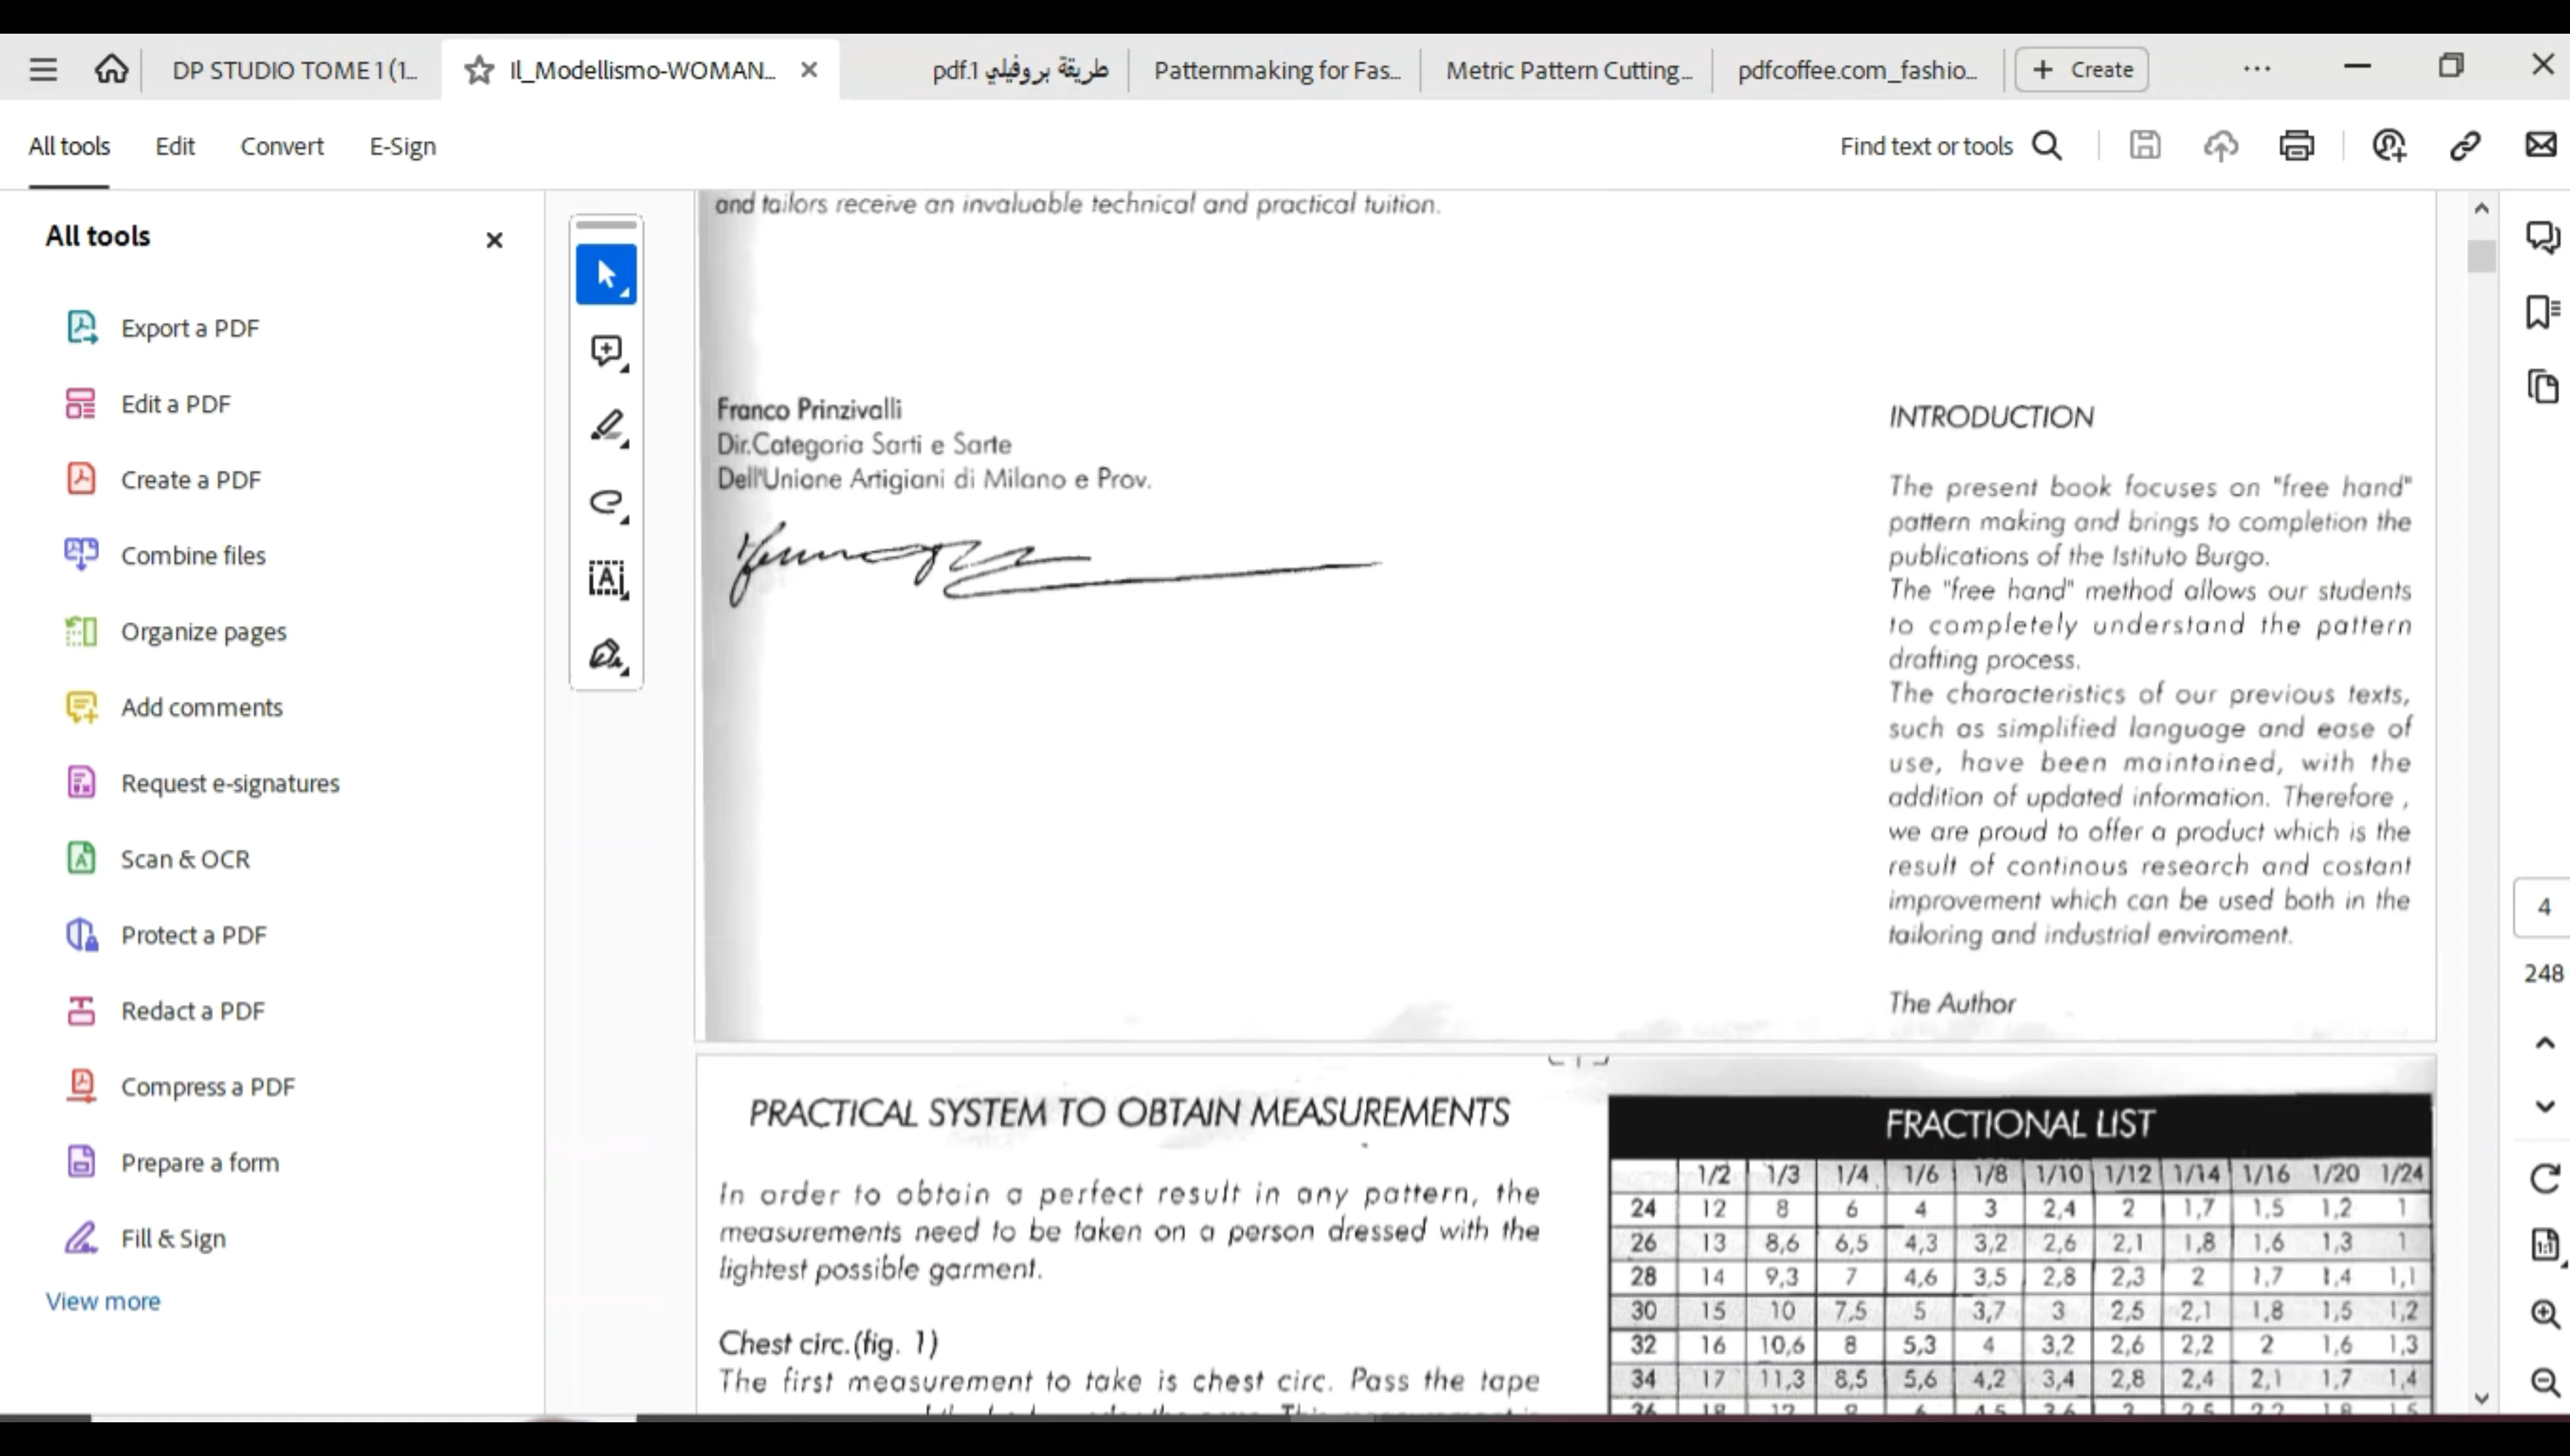 DP STUDIO TOME 1 (1...
Il_Modellismo-WOMAN...
طريقة بروفيلي 1.pdf
Patternmaking for Fas...
Metric Pattern Cutting...
pdfcoffee.com_fashio...
+ Create
All tools
Edit
Convert
E-Sign
Find text or tools
All tools
Export a PDF
Edit a PDF
Create a PDF
Combine files
Organize pages
Add comments
Request e-signatures
Scan & OCR
Protect a PDF
Redact a PDF
Compress a PDF
Prepare a form
Fill & Sign
View more
and tailors receive an invaluable technical and practical tuition.
Franco Prinzivalli
Dir.Categoria Sarti e Sarte
Dell'Unione Artigiani di Milano e Prov.
INTRODUCTION
The present book focuses on "free hand"
pattern making and brings to completion the
publications of the Istituto Burgo.
The "free hand" method allows our students
to completely understand the pattern
drafting process.
The characteristics of our previous texts,
such as simplified language and ease of
use, have been maintained, with the
addition of updated information. Therefore ,
we are proud to offer a product which is the
result of continous research and costant
improvement which can be used both in the
tailoring and industrial enviroment.
The Author
PRACTICAL SYSTEM TO OBTAIN MEASUREMENTS
In order to obtain a perfect result in any pattern, the
measurements need to be taken on a person dressed with the
lightest possible garment.
Chest circ.(fig. 1)
The first measurement to take is chest circ. Pass the tape
FRACTIONAL LIST
1/2 1/3 1/4 1/6 1/8 1/10 1/12 1/14 1/16 1/20 1/24
24 12 8 6 4 3 2,4 2 1,7 1,5 1,2 1
26 13 8,6 6,5 4,3 3,2 2,6 2,1 1,8 1,6 1,3 1
28 14 9,3 7 4,6 3,5 2,8 2,3 2 1,7 1,4 1,1
30 15 10 7,5 5 3,7 3 2,5 2,1 1,8 1,5 1,2
32 16 10,6 8 5,3 4 3,2 2,6 2,2 2 1,6 1,3
34 17 11,3 8,5 5,6 4,2 3,4 2,8 2,4 2,1 1,7 1,4
36 18 12 9 6 4,5 3,6 3 2,5 2,2 1,8 1,5
4
248